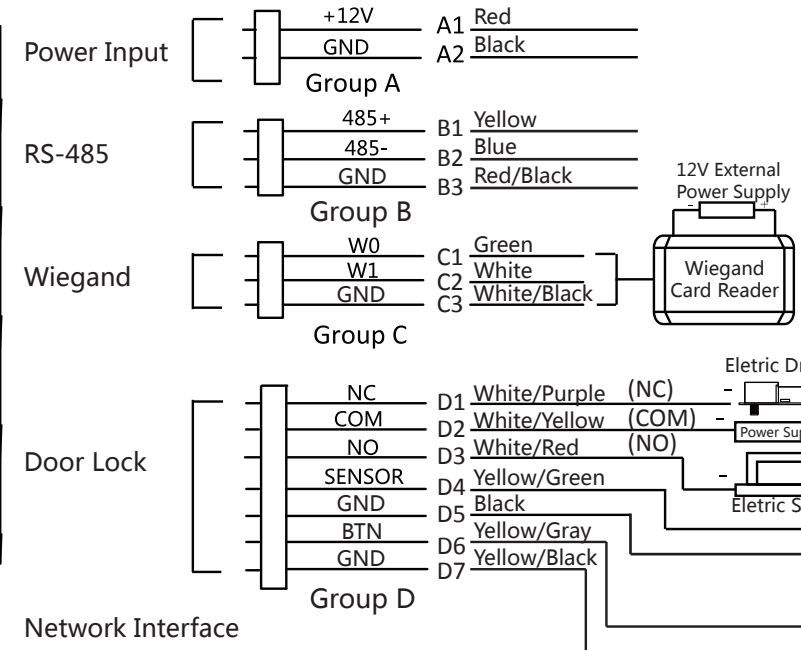 Power Input
+12V A1 Red
GND A2 Black
Group A
RS-485
485+ B1 Yellow
485- B2 Blue
GND B3 Red/Black
Group B
12V External
Power Supply
- +
Wiegand
W0 C1 Green
W1 C2 White
GND C3 White/Black
Group C
Wiegand
Card Reader
Door Lock
Eletric
NC D1 White/Purple (NC) -
COM D2 White/Yellow (COM) -
Power
NO D3 White/Red (NO)
-
SENSOR D4 Yellow/Green
Eletric
GND D5 Black
BTN D6 Yellow/Gray
GND D7 Yellow/Black
Group D
Network Interface